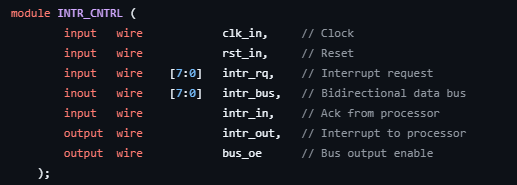 module INTR_CNTRL (
input wire clk_in, // Clock
input wire rst_in, // Reset
input wire [7:0] intr_rq, // Interrupt request
inout wire [7:0] intr_bus, // Bidirectional data bus
input wire intr_in, // Ack from processor
output wire intr_out, // Interrupt to processor
output wire bus_oe // Bus output enable
);